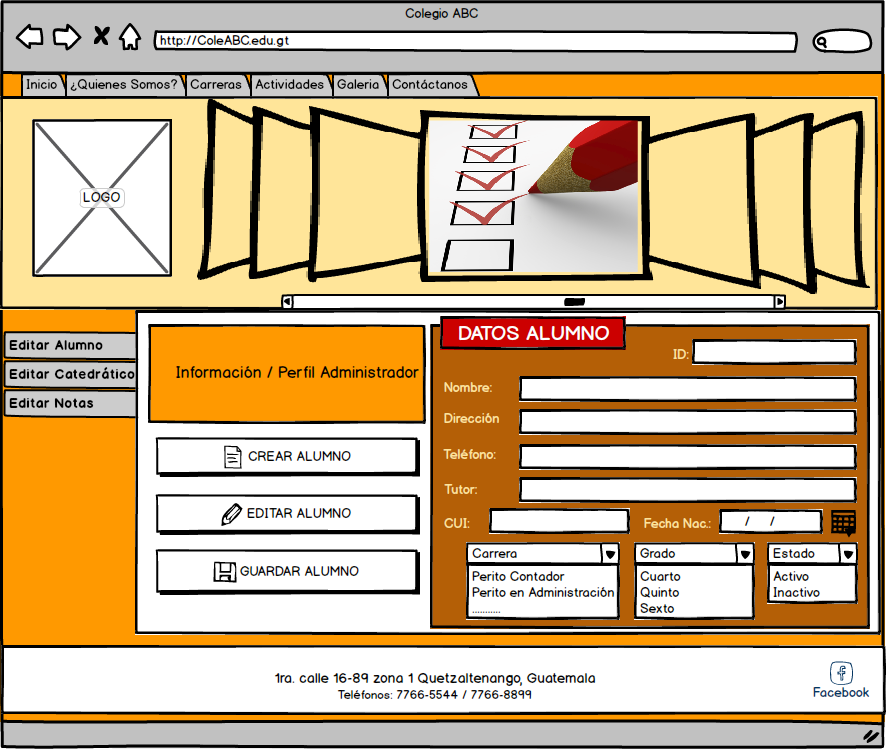 Colegio ABC
http://ColeABC.edu.gt
Inicio
¿Quienes Somos?
Carreras
Actividades
Galeria
Contáctanos
LOGO
Editar Alumno
Editar Catedrático
Editar Notas
Información / Perfil Administrador
CREAR ALUMNO
EDITAR ALUMNO
GUARDAR ALUMNO
DATOS ALUMNO
ID:
Nombre:
Dirección
Teléfono:
Tutor:
CUI:
Fecha Nac.:
/ /
Carrera
Perito Contador
Perito en Administración
...........
Grado
Cuarto
Quinto
Sexto
Estado
Activo
Inactivo
1ra. calle 16-89 zona 1 Quetzaltenango, Guatemala
Teléfonos: 7766-5544 / 7766-8899
Facebook